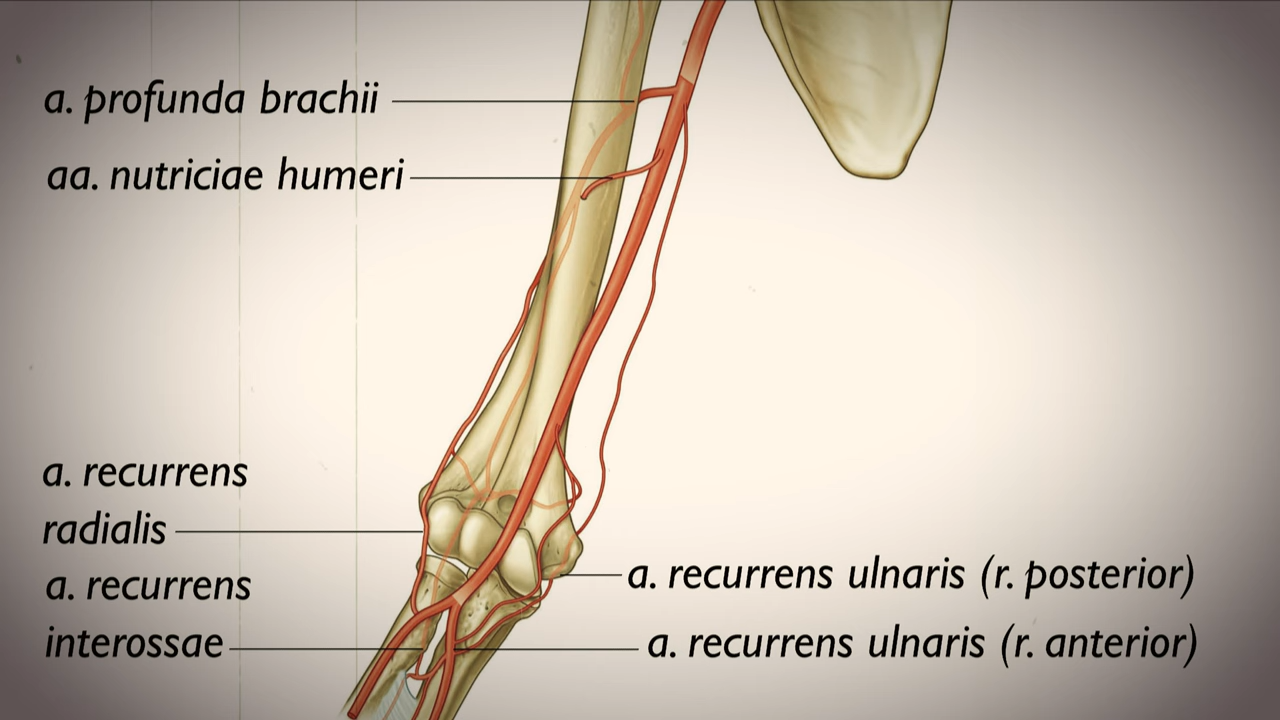 a. profunda brachii
aa. nutriciae humeri
a. recurrens
radialis
a. recurrens
interossae
a. recurrens ulnaris (r. posterior)
a. recurrens ulnaris (r. anterior)